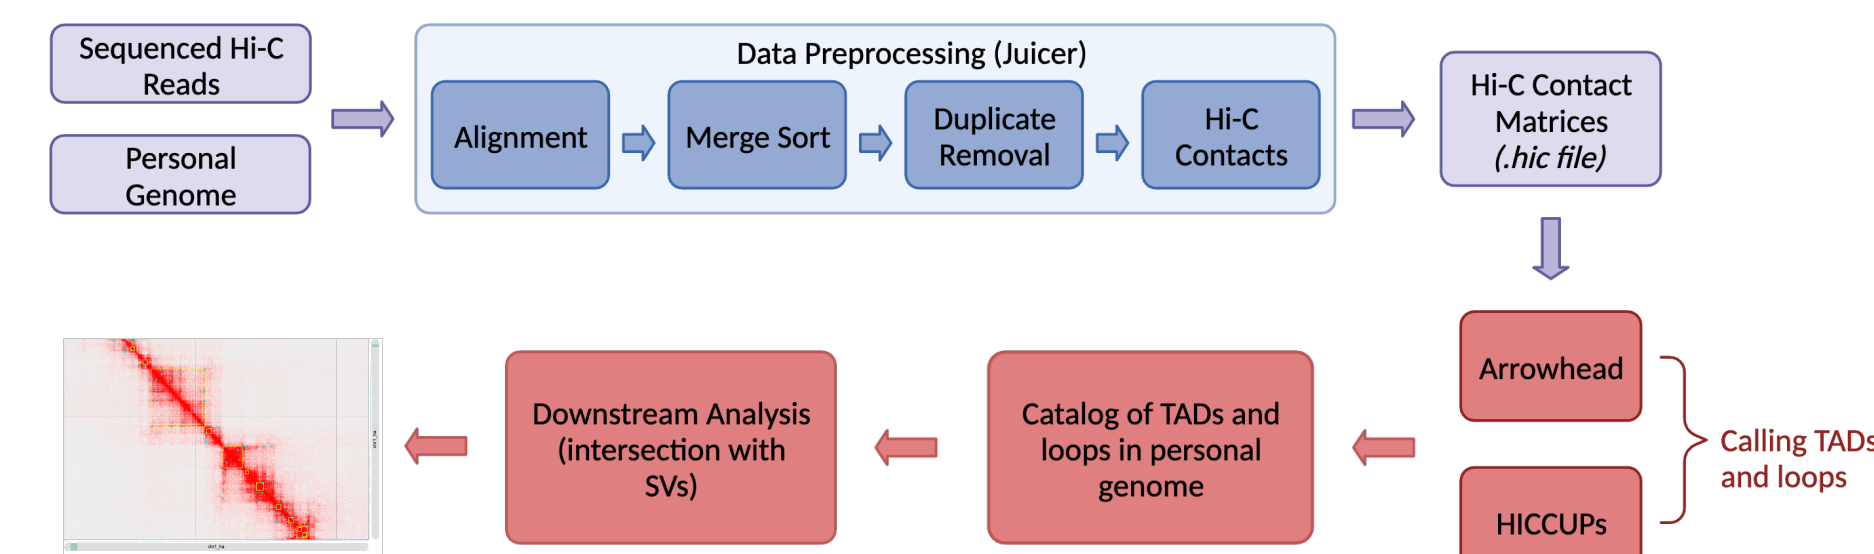 Sequenced Hi-C
Reads
Personal
Genome
Data Preprocessing (Juicer)
Alignment
Merge Sort
Duplicate
Removal
Hi-C
Contacts
Hi-C Contact
Matrices
(.hic file)
Arrowhead
HICCUPs
Calling TADs
and loops
Catalog of TADs and
loops in personal
genome
Downstream Analysis
(intersection with
SVs)